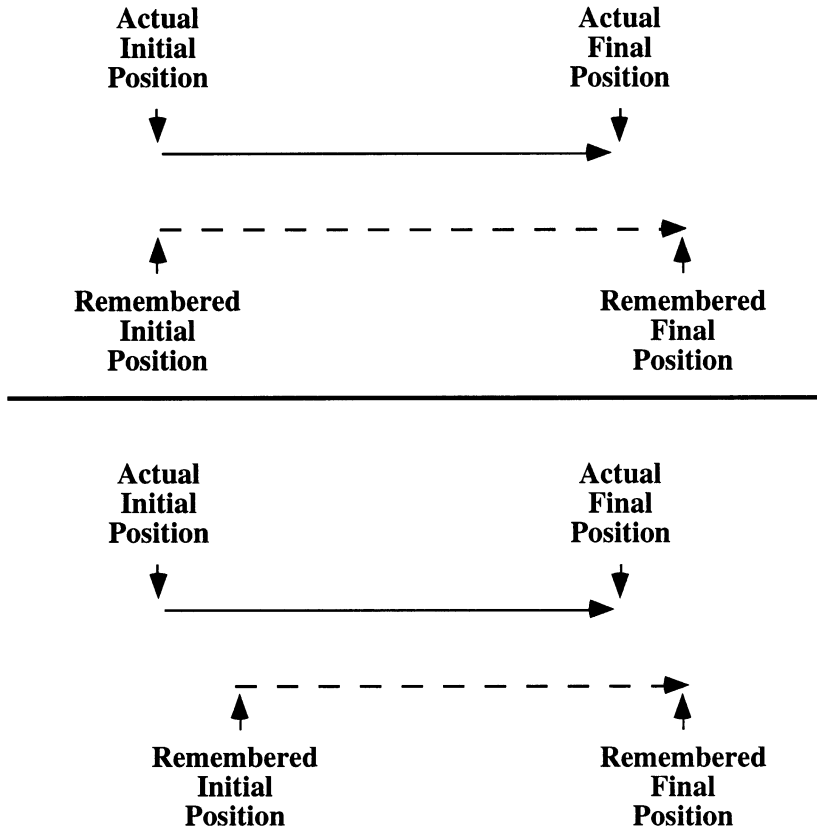 Actual
Initial
Position
Actual
Final
Position
Remembered
Initial
Position
Remembered
Final
Position
Actual
Initial
Position
Actual
Final
Position
Remembered
Initial
Position
Remembered
Final
Position